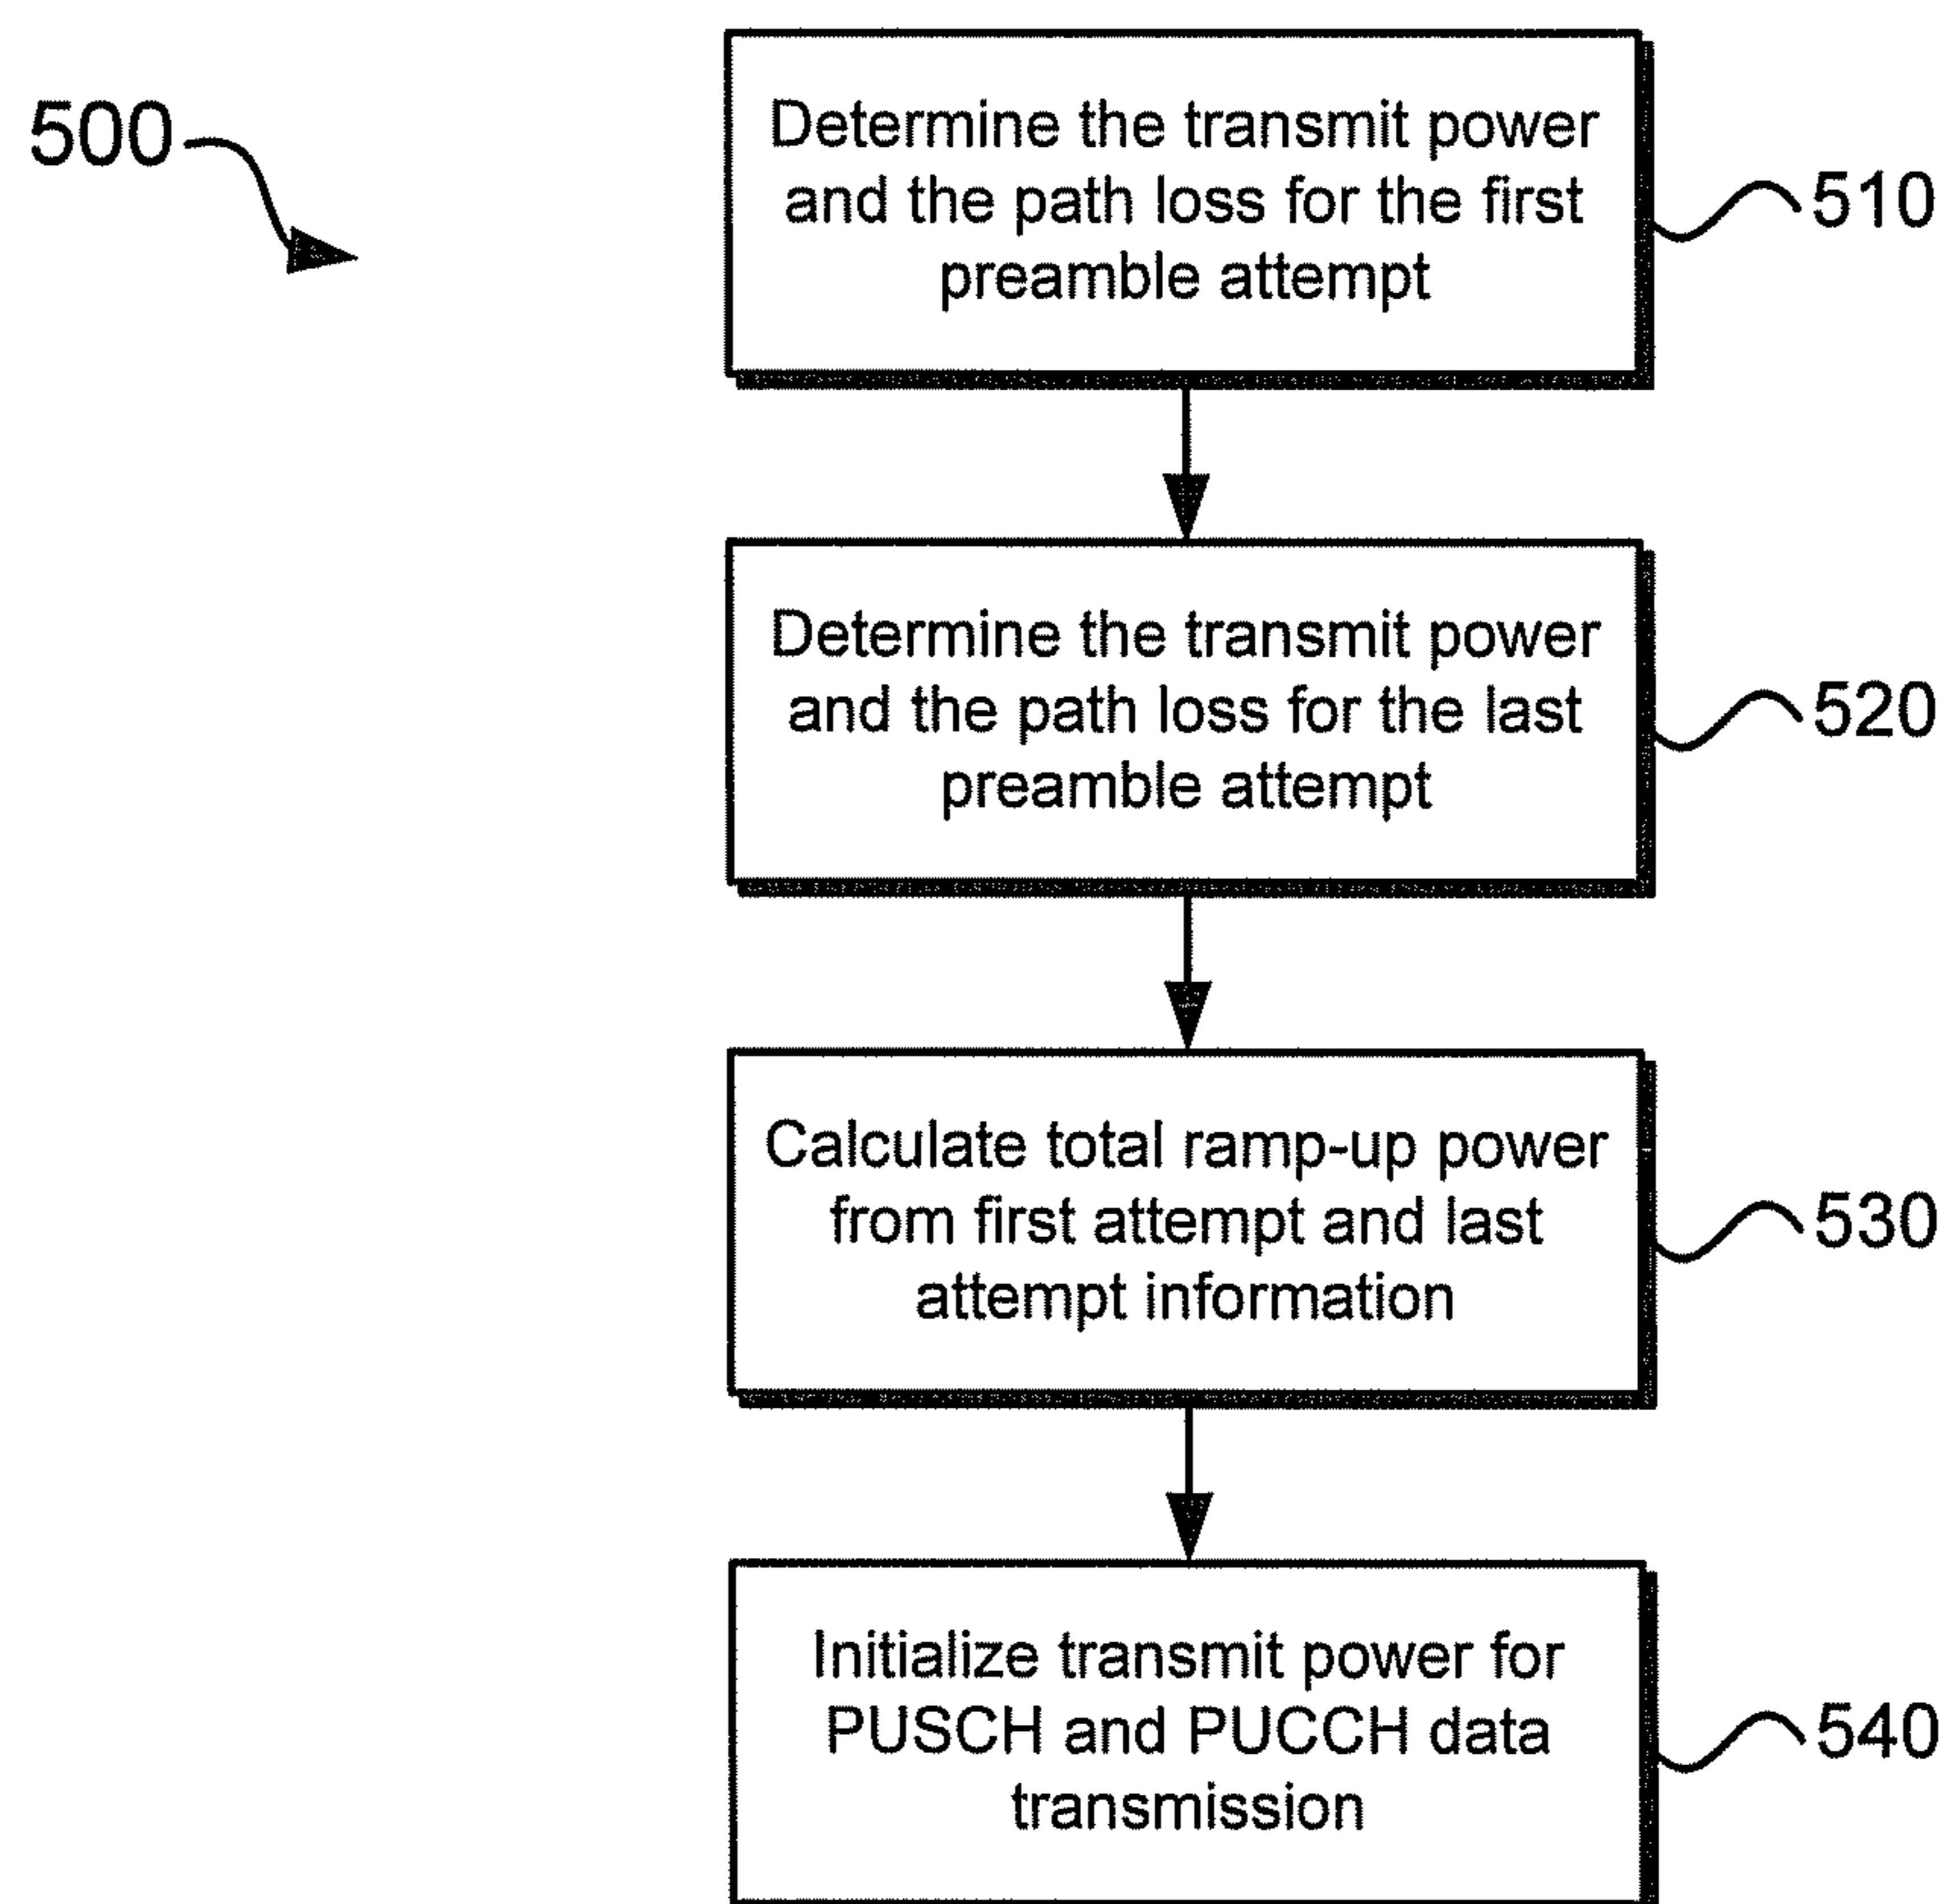 500
Determine the transmit power
and the path loss for the first
preamble attempt
510
Determine the transmit power
and the path loss for the last
preamble attempt
520
Calculate total ramp-up power
from first attempt and last
attempt information
530
Initialize transmit power for
PUSCH and PUCCH data
transmission
540